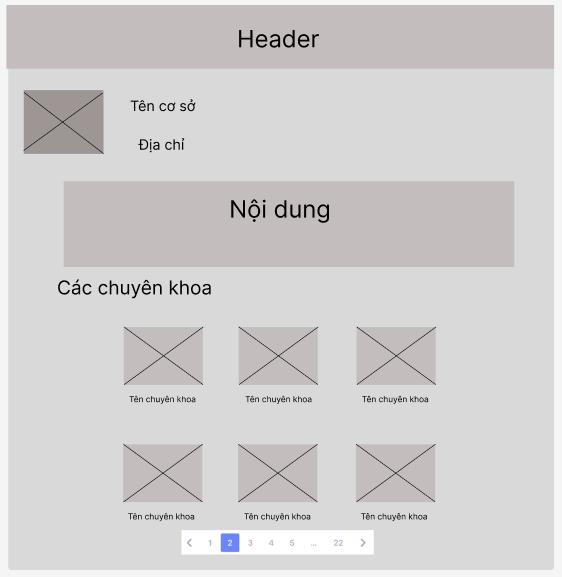 Header
Tên cơ sở
Địa chỉ
Nội dung
Các chuyên khoa
Tên chuyên khoa Tên chuyên khoa Tên chuyên khoa
Tên chuyên khoa Tên chuyên khoa Tên chuyên khoa
1 2 3 4 5 ... 22